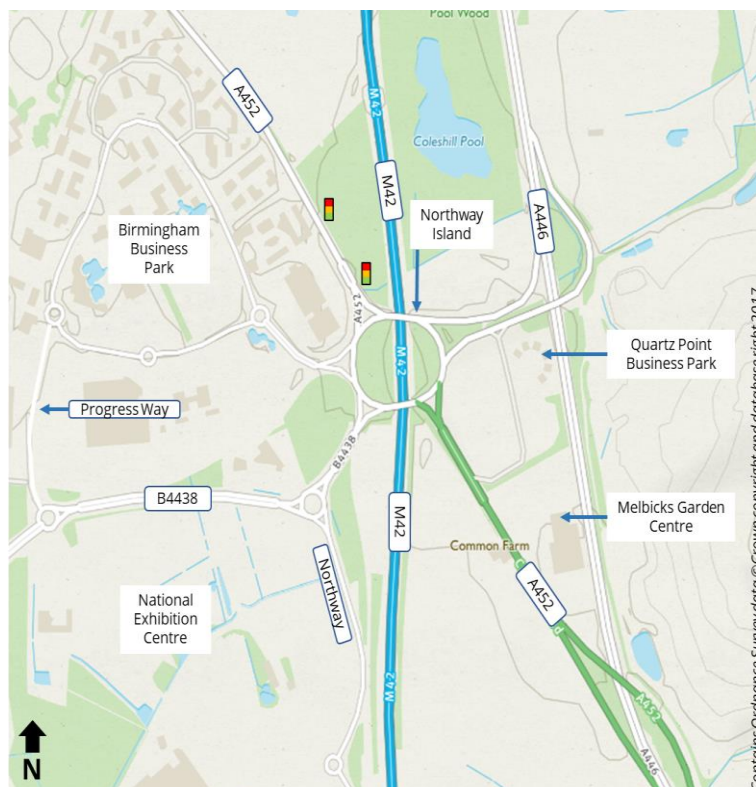 Pool Wood
M42
A452
Coleshill Pool
M42
A446
Northway
Island
Birmingham
Business
Park
A452
M42
Quartz Point
Business Park
Progress Way
B4438
B4438
M42
Melbicks Garden
Centre
Common Farm
A452
Northway
National
Exhibition
Centre
M42
A452
A446
N
Contains Ordnance Survey data © Crown copyright and database right 2017